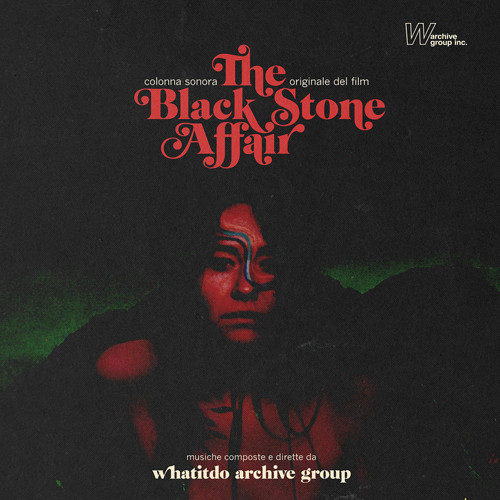 W archive
group inc.
colonna sonora The originale del film
Black Stone
Affair
musiche composte e dirette da
whatitdo archive group